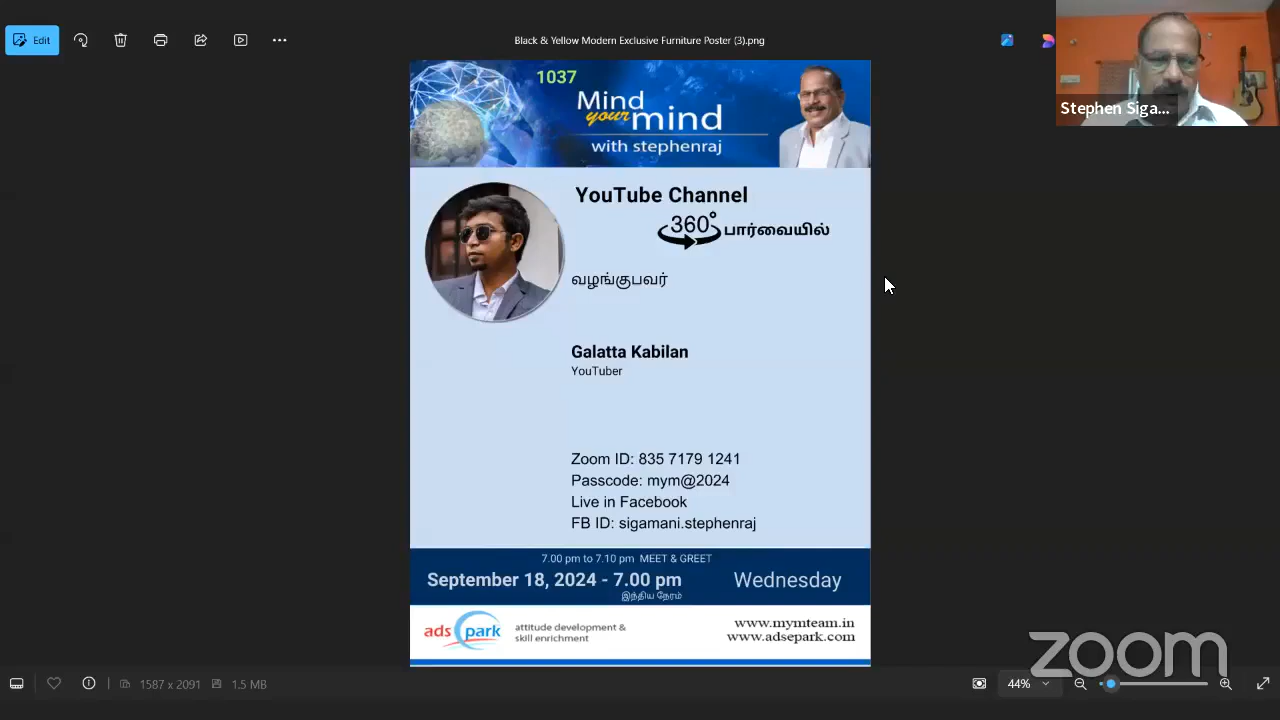 Edit
Black & Yellow Modern Exclusive Furniture Poster (3).png
Stephen Siga...
1037
Mind
your mind
with stephenraj
YouTube Channel
360° பார்வையில்
வழங்குபவர்
Galatta Kabilan
YouTuber
Zoom ID: 835 7179 1241
Passcode: mym@2024
Live in Facebook
FB ID: sigamani.stephenraj
7.00 pm to 7.10 pm MEET & GREET
September 18, 2024 - 7.00 pm
Wednesday
இந்திய நேரம்
ads park
attitude development &
skill enrichment
www.mymteam.in
www.adsepark.com
zoom
1587 x 2091
1.5 MB
44%